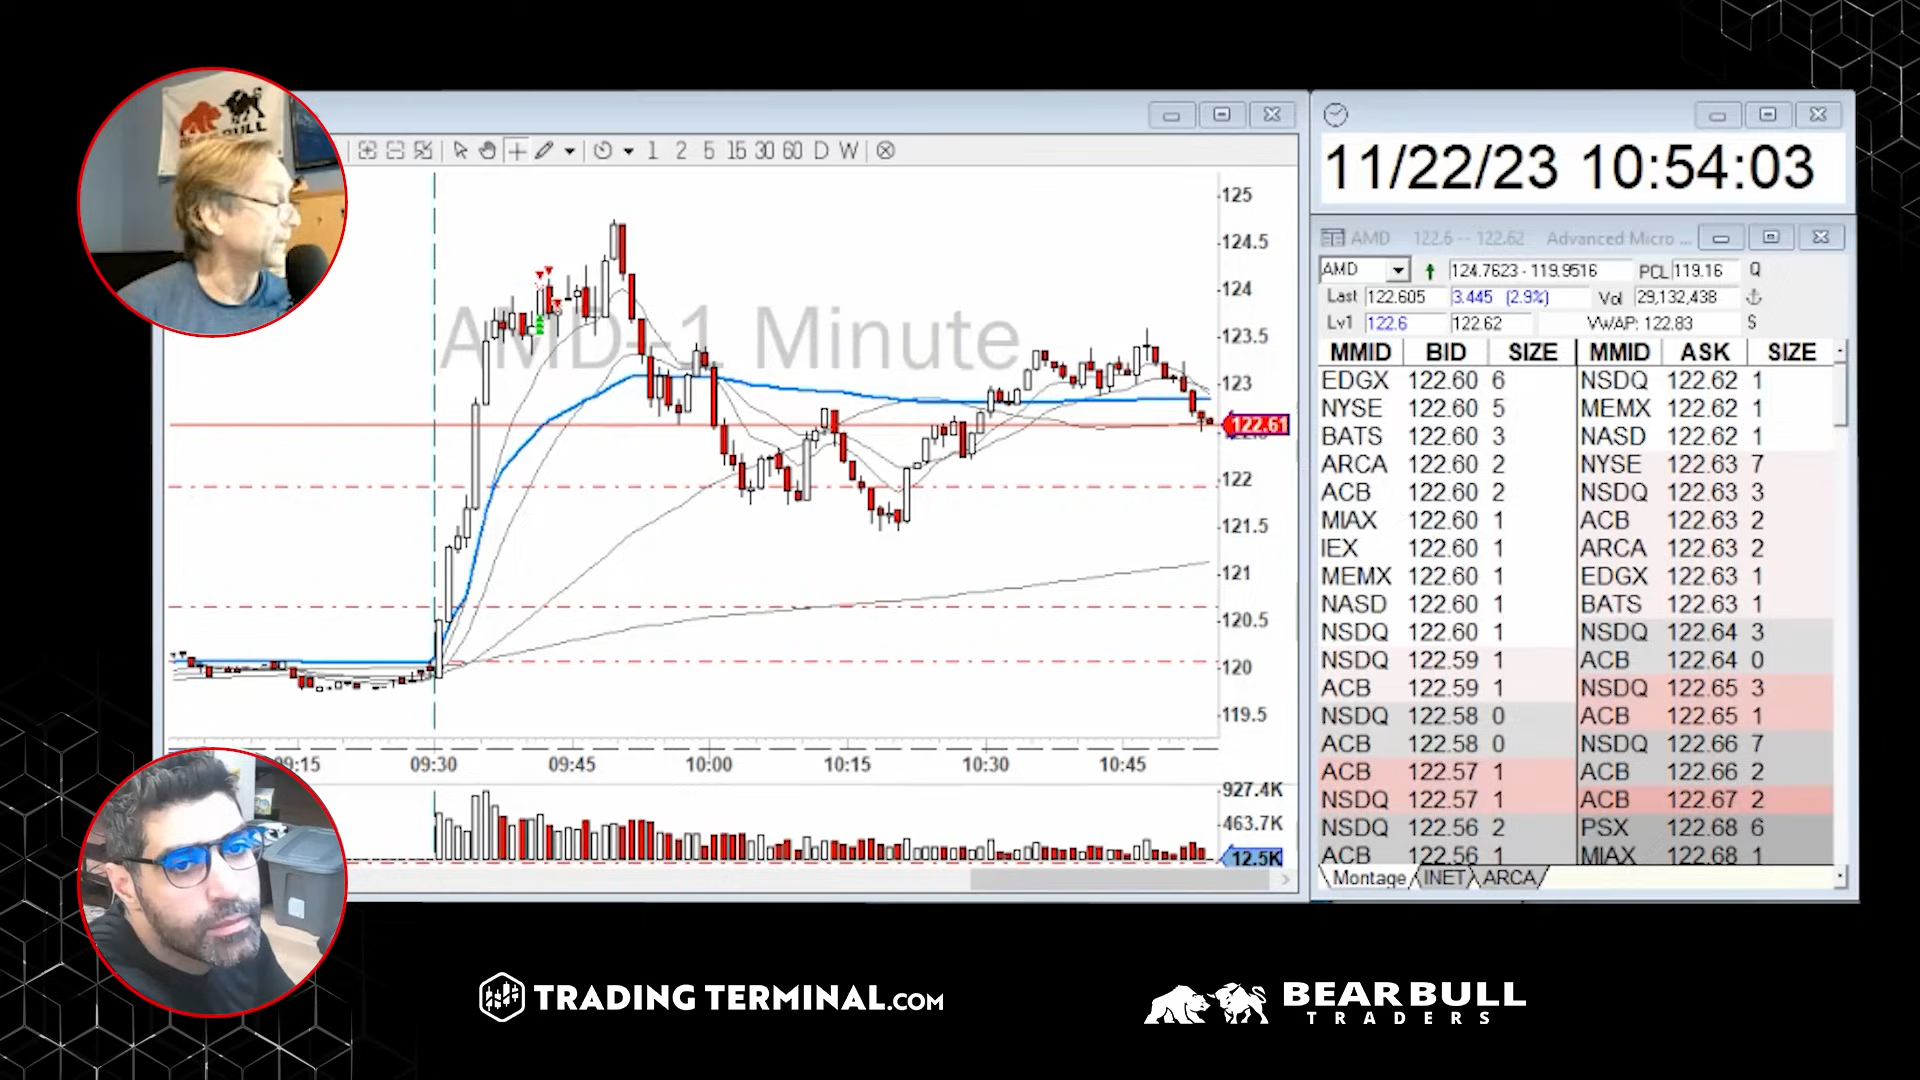 BEAR BULL
1 2 5 15 30 60 D W
AMD--1 Minute
125
124.5
124
123.5
123
122.61
122
121.5
121
120.5
120
119.5
09:15 09:30 09:45 10:00 10:15 10:30 10:45
927.4K
463.7K
12.5K
11/22/23 10:54:03
AMD 122.6 -- 122.62 Advanced Micro ...
AMD 124.7623 - 119.9516 PCL 119.16 Q
Last 122.605 3.445 (2.9%) Vol 29,132,438
Lv1 122.6 122.62 VWAP: 122.83 S
MMID BID SIZE MMID ASK SIZE
EDGX 122.60 6 NSDQ 122.62 1
NYSE 122.60 5 MEMX 122.62 1
BATS 122.60 3 NASD 122.62 1
ARCA 122.60 2 NYSE 122.63 7
ACB 122.60 2 NSDQ 122.63 3
MIAX 122.60 1 ACB 122.63 2
IEX 122.60 1 ARCA 122.63 2
MEMX 122.60 1 EDGX 122.63 1
NASD 122.60 1 BATS 122.63 1
NSDQ 122.60 1 NSDQ 122.64 3
NSDQ 122.59 1 ACB 122.64 0
ACB 122.59 1 NSDQ 122.65 3
NSDQ 122.58 0 ACB 122.65 1
ACB 122.58 0 NSDQ 122.66 7
ACB 122.57 1 ACB 122.66 2
NSDQ 122.57 1 ACB 122.67 2
NSDQ 122.56 2 PSX 122.68 6
ACB 122.56 1 MIAX 122.68 1
Montage INET ARCA
TRADING TERMINAL.COM
BEAR BULL
TRADERS